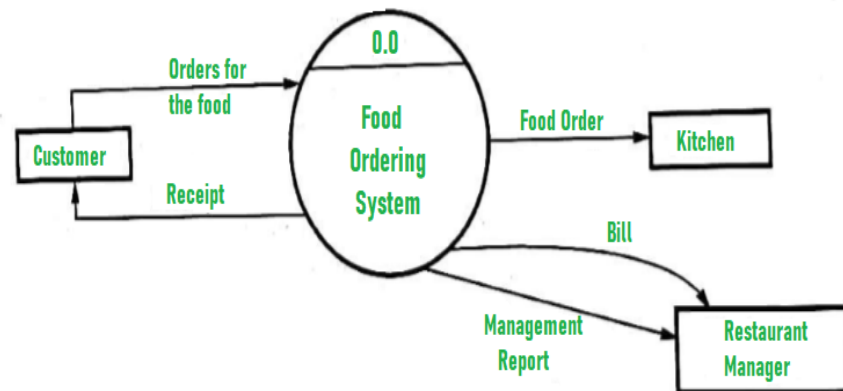 0.0
Orders for
the food
Food
Ordering
System
Food Order
Kitchen
Customer
Receipt
Bill
Management
Report
Restaurant
Manager